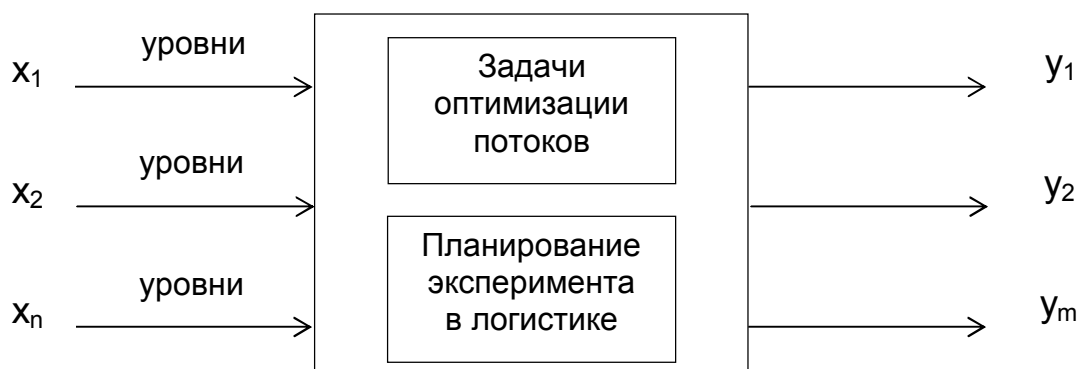 уровни
x₁
Задачи
оптимизации
потоков
y₁
уровни
x₂
y₂
Планирование
эксперимента
в логистике
уровни
xₙ
yₘ